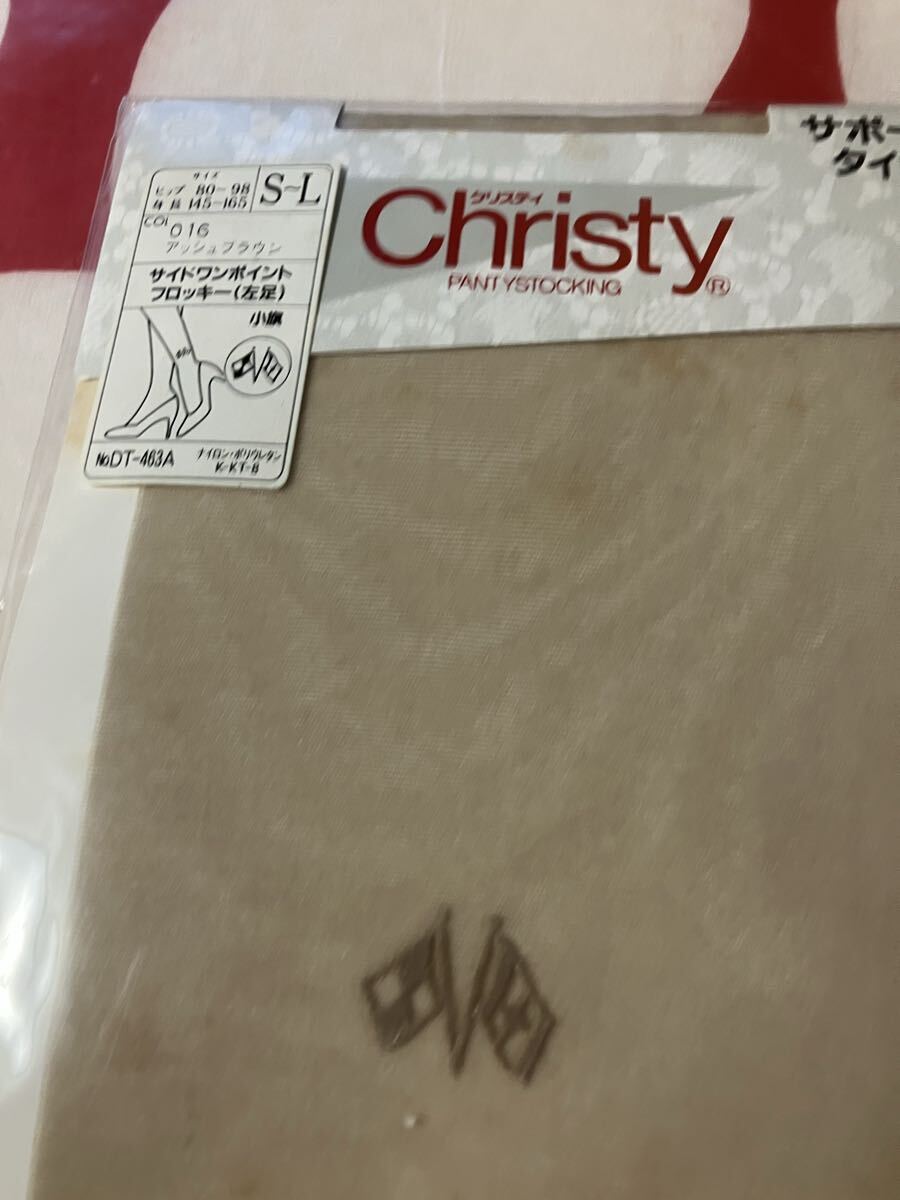 サイズ
ヒップ 80-98
身長 145-165
S~L
COL 016
アッシュブラウン
サイドワンポイント
フロッキー(左足)
小旗
№DT-463A
ナイロン・ポリウレタン
K-KT-8
クリスティ
Christy®
PANTYSTOCKING
サポー
タイ